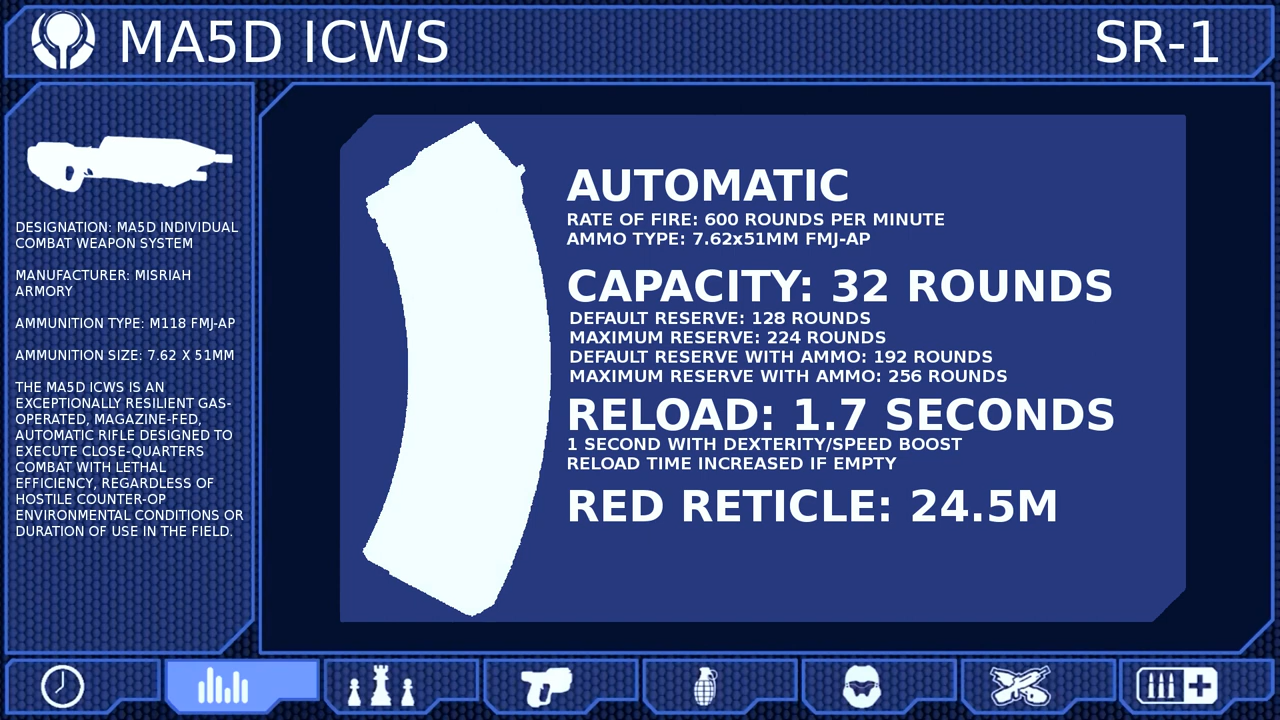 MA5D ICWS
SR-1
DESIGNATION: MA5D INDIVIDUAL
COMBAT WEAPON SYSTEM
MANUFACTURER: MISRIAH
ARMORY
AMMUNITION TYPE: M118 FMJ-AP
AMMUNITION SIZE: 7.62 X 51MM
THE MA5D ICWS IS AN
EXCEPTIONALLY RESILIENT GAS-
OPERATED, MAGAZINE-FED,
AUTOMATIC RIFLE DESIGNED TO
EXECUTE CLOSE-QUARTERS
COMBAT WITH LETHAL
EFFICIENCY, REGARDLESS OF
HOSTILE COUNTER-OP
ENVIRONMENTAL CONDITIONS OR
DURATION OF USE IN THE FIELD.
AUTOMATIC
RATE OF FIRE: 600 ROUNDS PER MINUTE
AMMO TYPE: 7.62x51MM FMJ-AP
CAPACITY: 32 ROUNDS
DEFAULT RESERVE: 128 ROUNDS
MAXIMUM RESERVE: 224 ROUNDS
DEFAULT RESERVE WITH AMMO: 192 ROUNDS
MAXIMUM RESERVE WITH AMMO: 256 ROUNDS
RELOAD: 1.7 SECONDS
1 SECOND WITH DEXTERITY/SPEED BOOST
RELOAD TIME INCREASED IF EMPTY
RED RETICLE: 24.5M